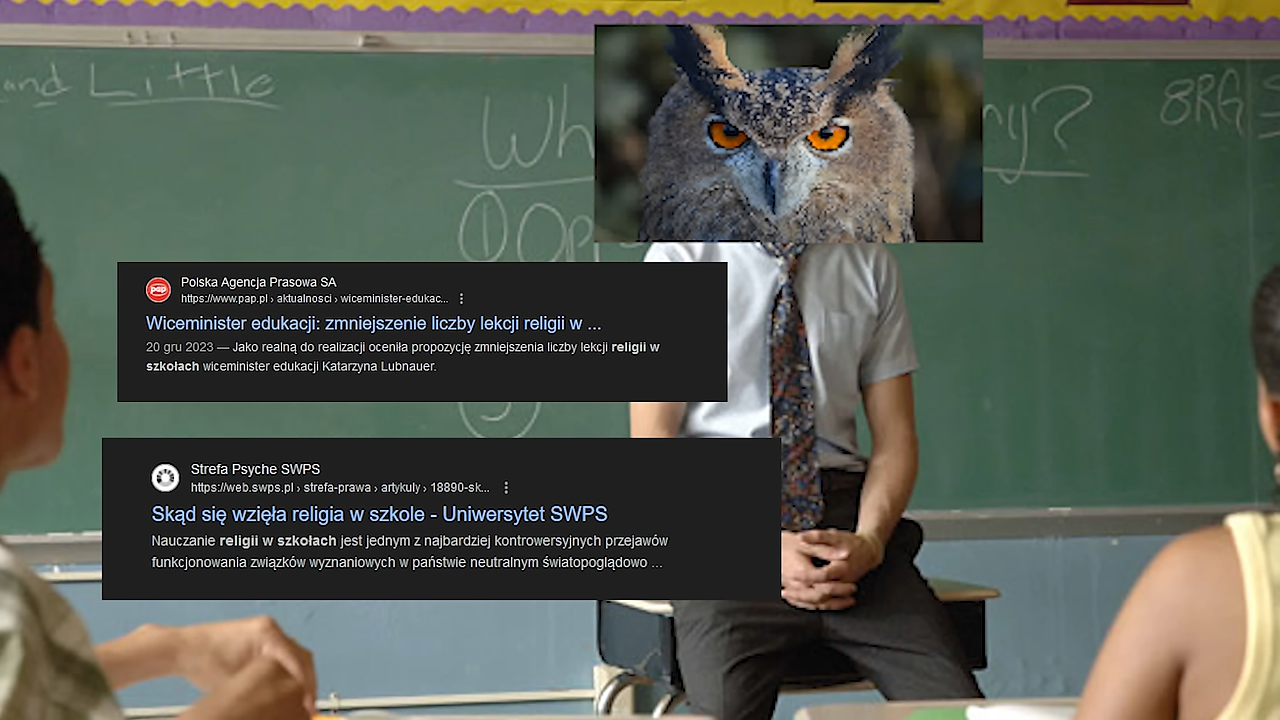 and Little
Wh
ry?
8RG
① Opp
Polska Agencja Prasowa SA
https://www.pap.pl › aktualnosci › wiceminister-edukac...
Wiceminister edukacji: zmniejszenie liczby lekcji religii w ...
20 gru 2023 — Jako realną do realizacji oceniła propozycję zmniejszenia liczby lekcji religii w
szkołach wiceminister edukacji Katarzyna Lubnauer.
Strefa Psyche SWPS
https://web.swps.pl › strefa-prawa › artykuly › 18890-sk...
Skąd się wzięła religia w szkole - Uniwersytet SWPS
Nauczanie religii w szkołach jest jednym z najbardziej kontrowersyjnych przejawów
funkcjonowania związków wyznaniowych w państwie neutralnym światopoglądowo ...